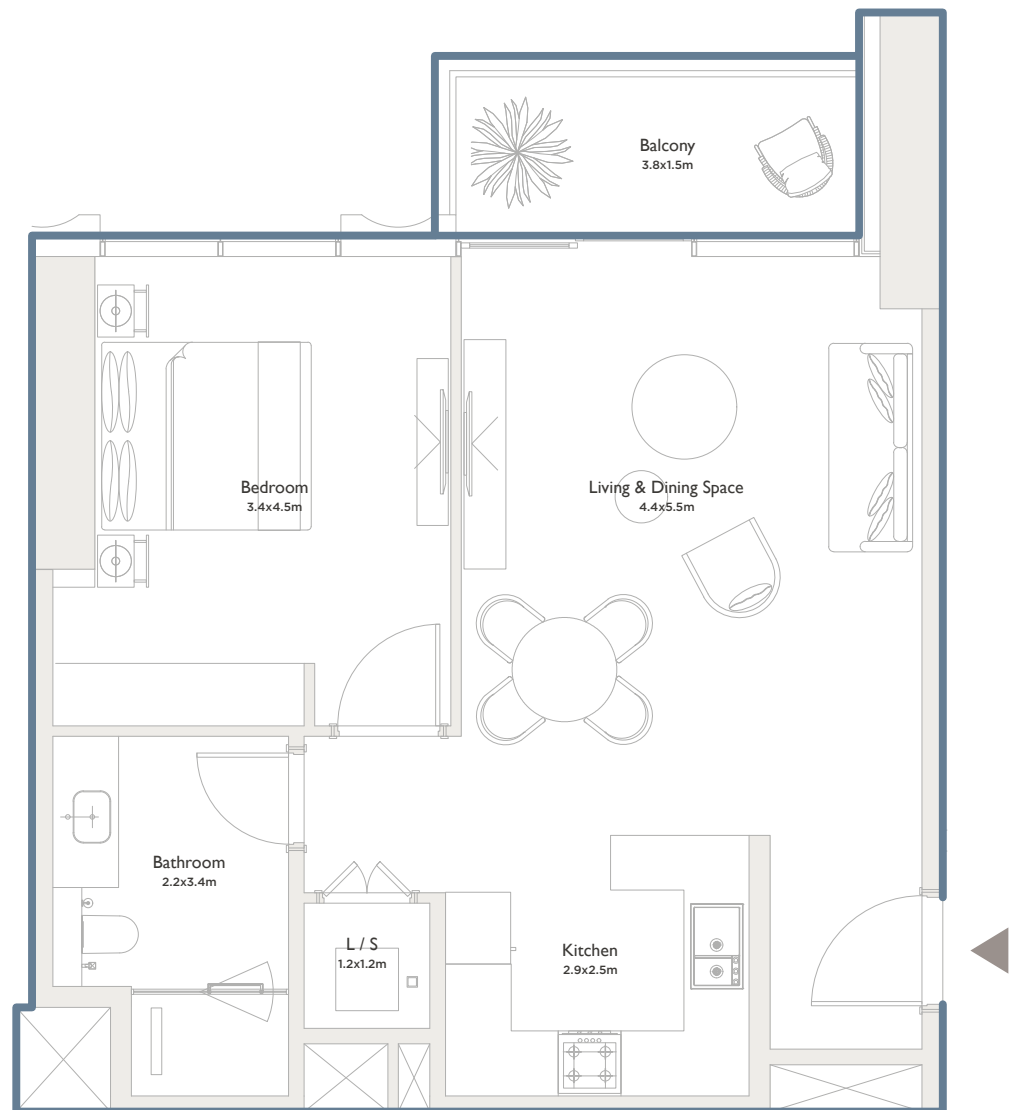 Balcony
3.8x1.5m
Bedroom
3.4x4.5m
Living & Dining Space
4.4x5.5m
Bathroom
2.2x3.4m
L / S
1.2x1.2m
Kitchen
2.9x2.5m